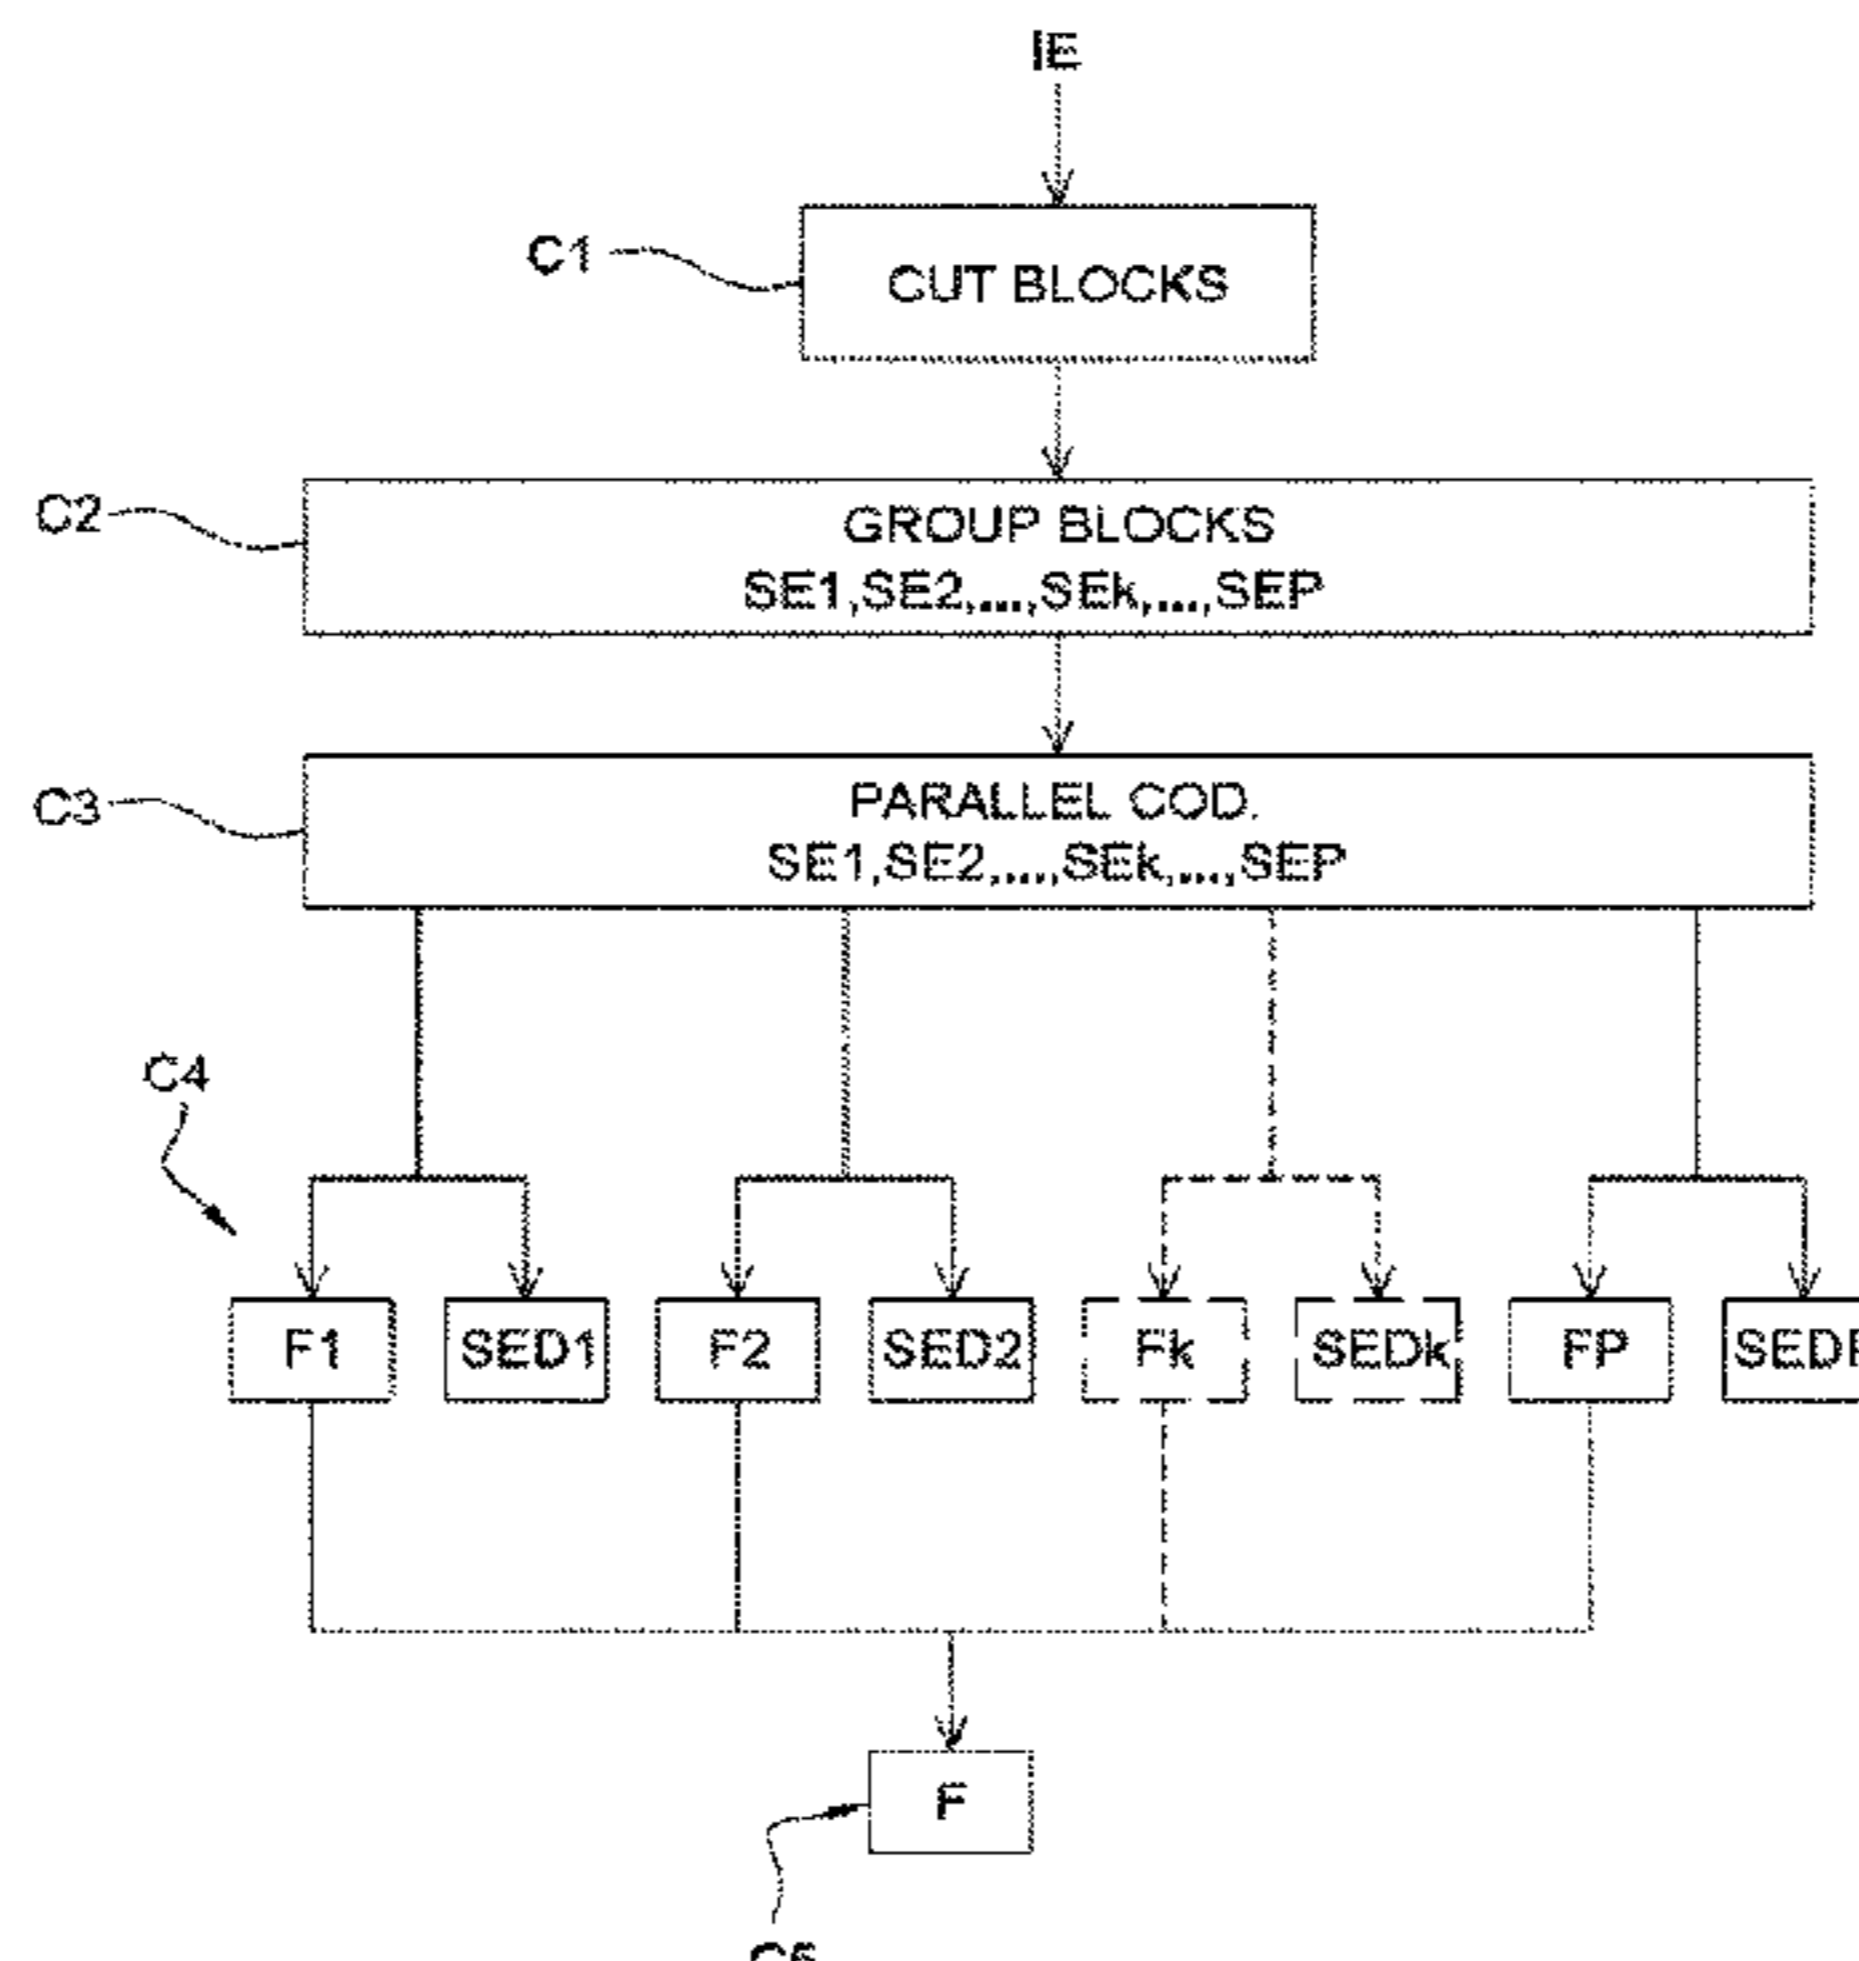 IE
C1
CUT BLOCKS
C2
GROUP BLOCKS
SE1,SE2,...,SEk,...,SEP
C3
PARALLEL COD.
SE1,SE2,...,SEk,...,SEP
C4
F1 SED1 F2 SED2 Fk SEDk FP
F